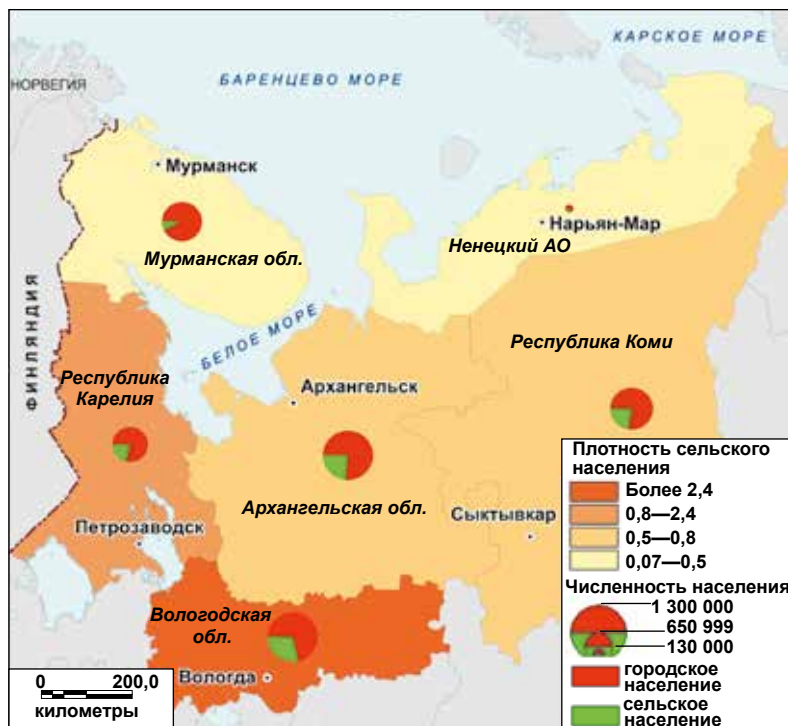 КАРСКОЕ МОРЕ
НОРВЕГИЯ
БАРЕНЦЕВО МОРЕ
Мурманск
Нарьян-Мар
Ненецкий АО
Мурманская обл.
ФИНЛЯНДИЯ
БЕЛОЕ МОРЕ
Республика Коми
Республика
Карелия
Архангельск
Архангельская обл.
Сыктывкар
Петрозаводск
Вологодская
обл.
Вологда
0 200,0
километры
Плотность сельского
населения
Более 2,4
0,8—2,4
0,5—0,8
0,07—0,5
Численность населения
1 300 000
650 999
130 000
городское
население
сельское
население